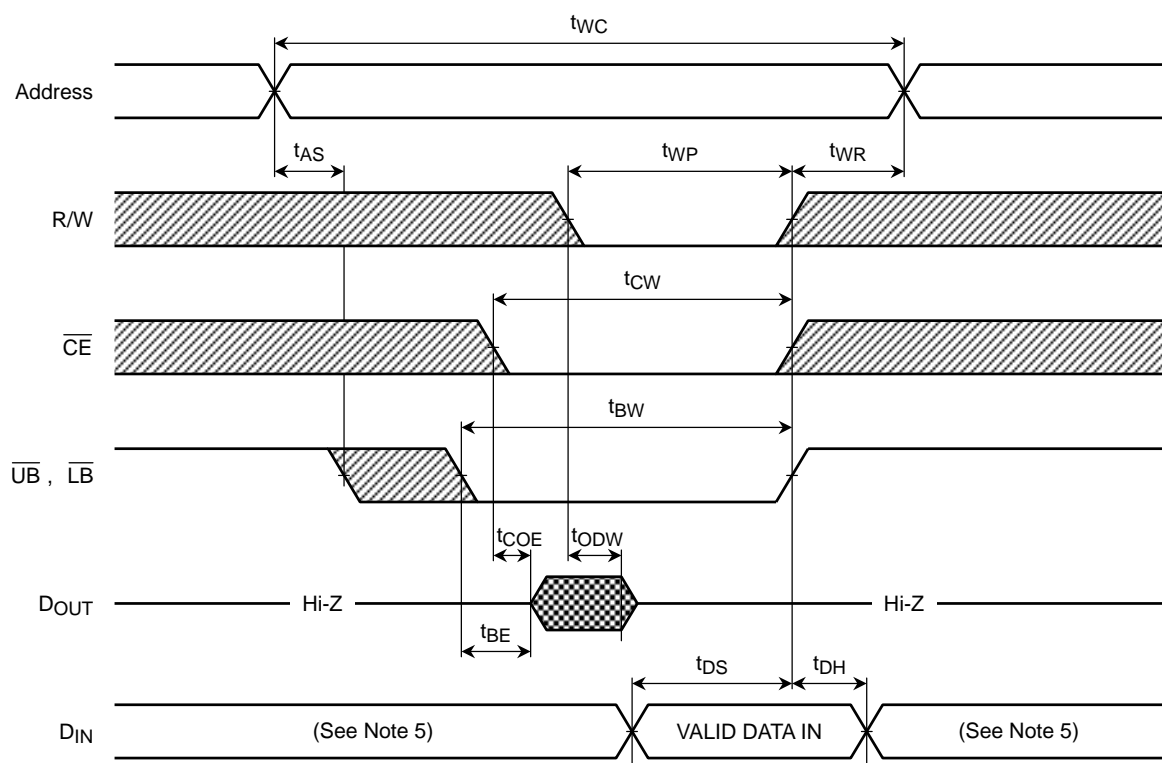 tWC
Address
tAS
tWP
tWR
R/W
tCW
CE
tBW
UB , LB
tCOE
tODW
DOUT
Hi-Z
Hi-Z
tBE
tDS
tDH
DIN
(See Note 5)
VALID DATA IN
(See Note 5)